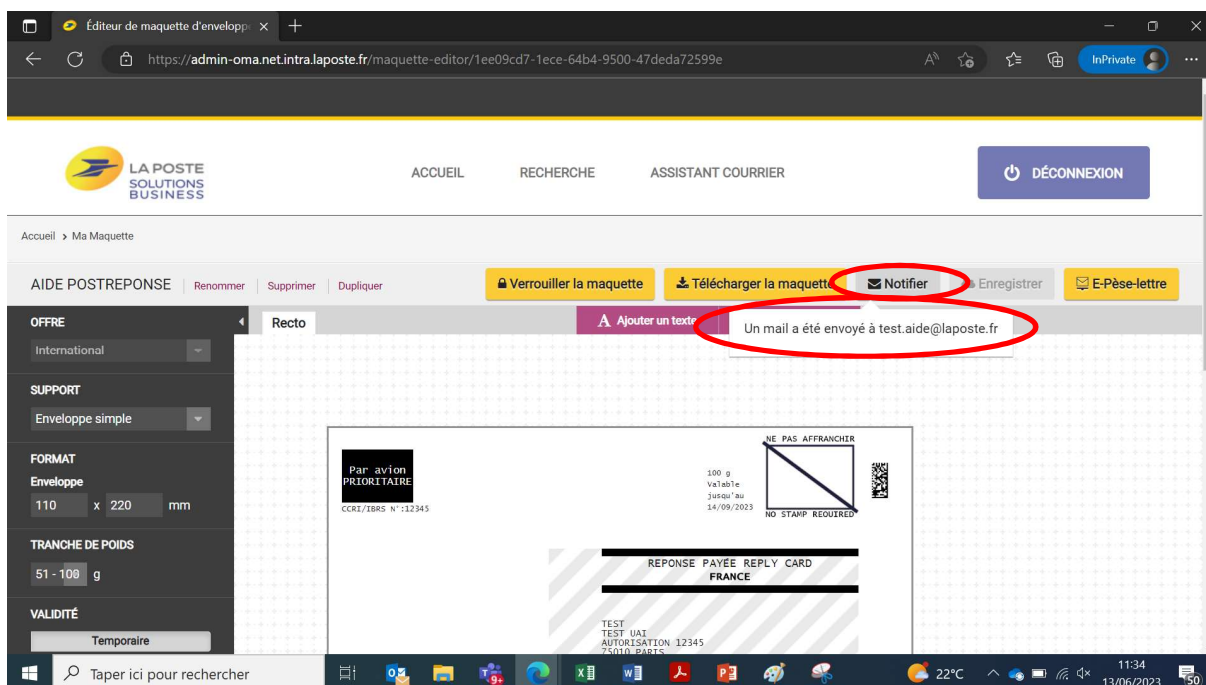 Éditeur de maquette d'envelopp
https://admin-oma.net.intra.laposte.fr/maquette-editor/1ee09cd7-1ece-64b4-9500-47deda72599e
InPrivate
LA POSTE
SOLUTIONS
BUSINESS
ACCUEIL
RECHERCHE
ASSISTANT COURRIER
DÉCONNEXION
Accueil > Ma Maquette
AIDE POSTREPONSE
Renommer
Supprimer
Dupliquer
Verrouiller la maquette
Télécharger la maquette
Notifier
Enregistrer
E-Pèse-lettre
OFFRE
Recto
A Ajouter un texte
Un mail a été envoyé à test.aide@laposte.fr
International
SUPPORT
Enveloppe simple
FORMAT
Enveloppe
110 x 220 mm
TRANCHE DE POIDS
51 - 100 g
VALIDITÉ
Temporaire
Par avion
PRIORITAIRE
CCRI/IBRS N°:12345
100 g
Valable
jusqu'au
14/09/2023
NE PAS AFFRANCHIR
NO STAMP REQUIRED
REPONSE PAYÉE REPLY CARD
FRANCE
TEST
TEST UAI
AUTORISATION 12345
75010 PARIS
Taper ici pour rechercher
9+
22°C
11:34
13/06/2023
50